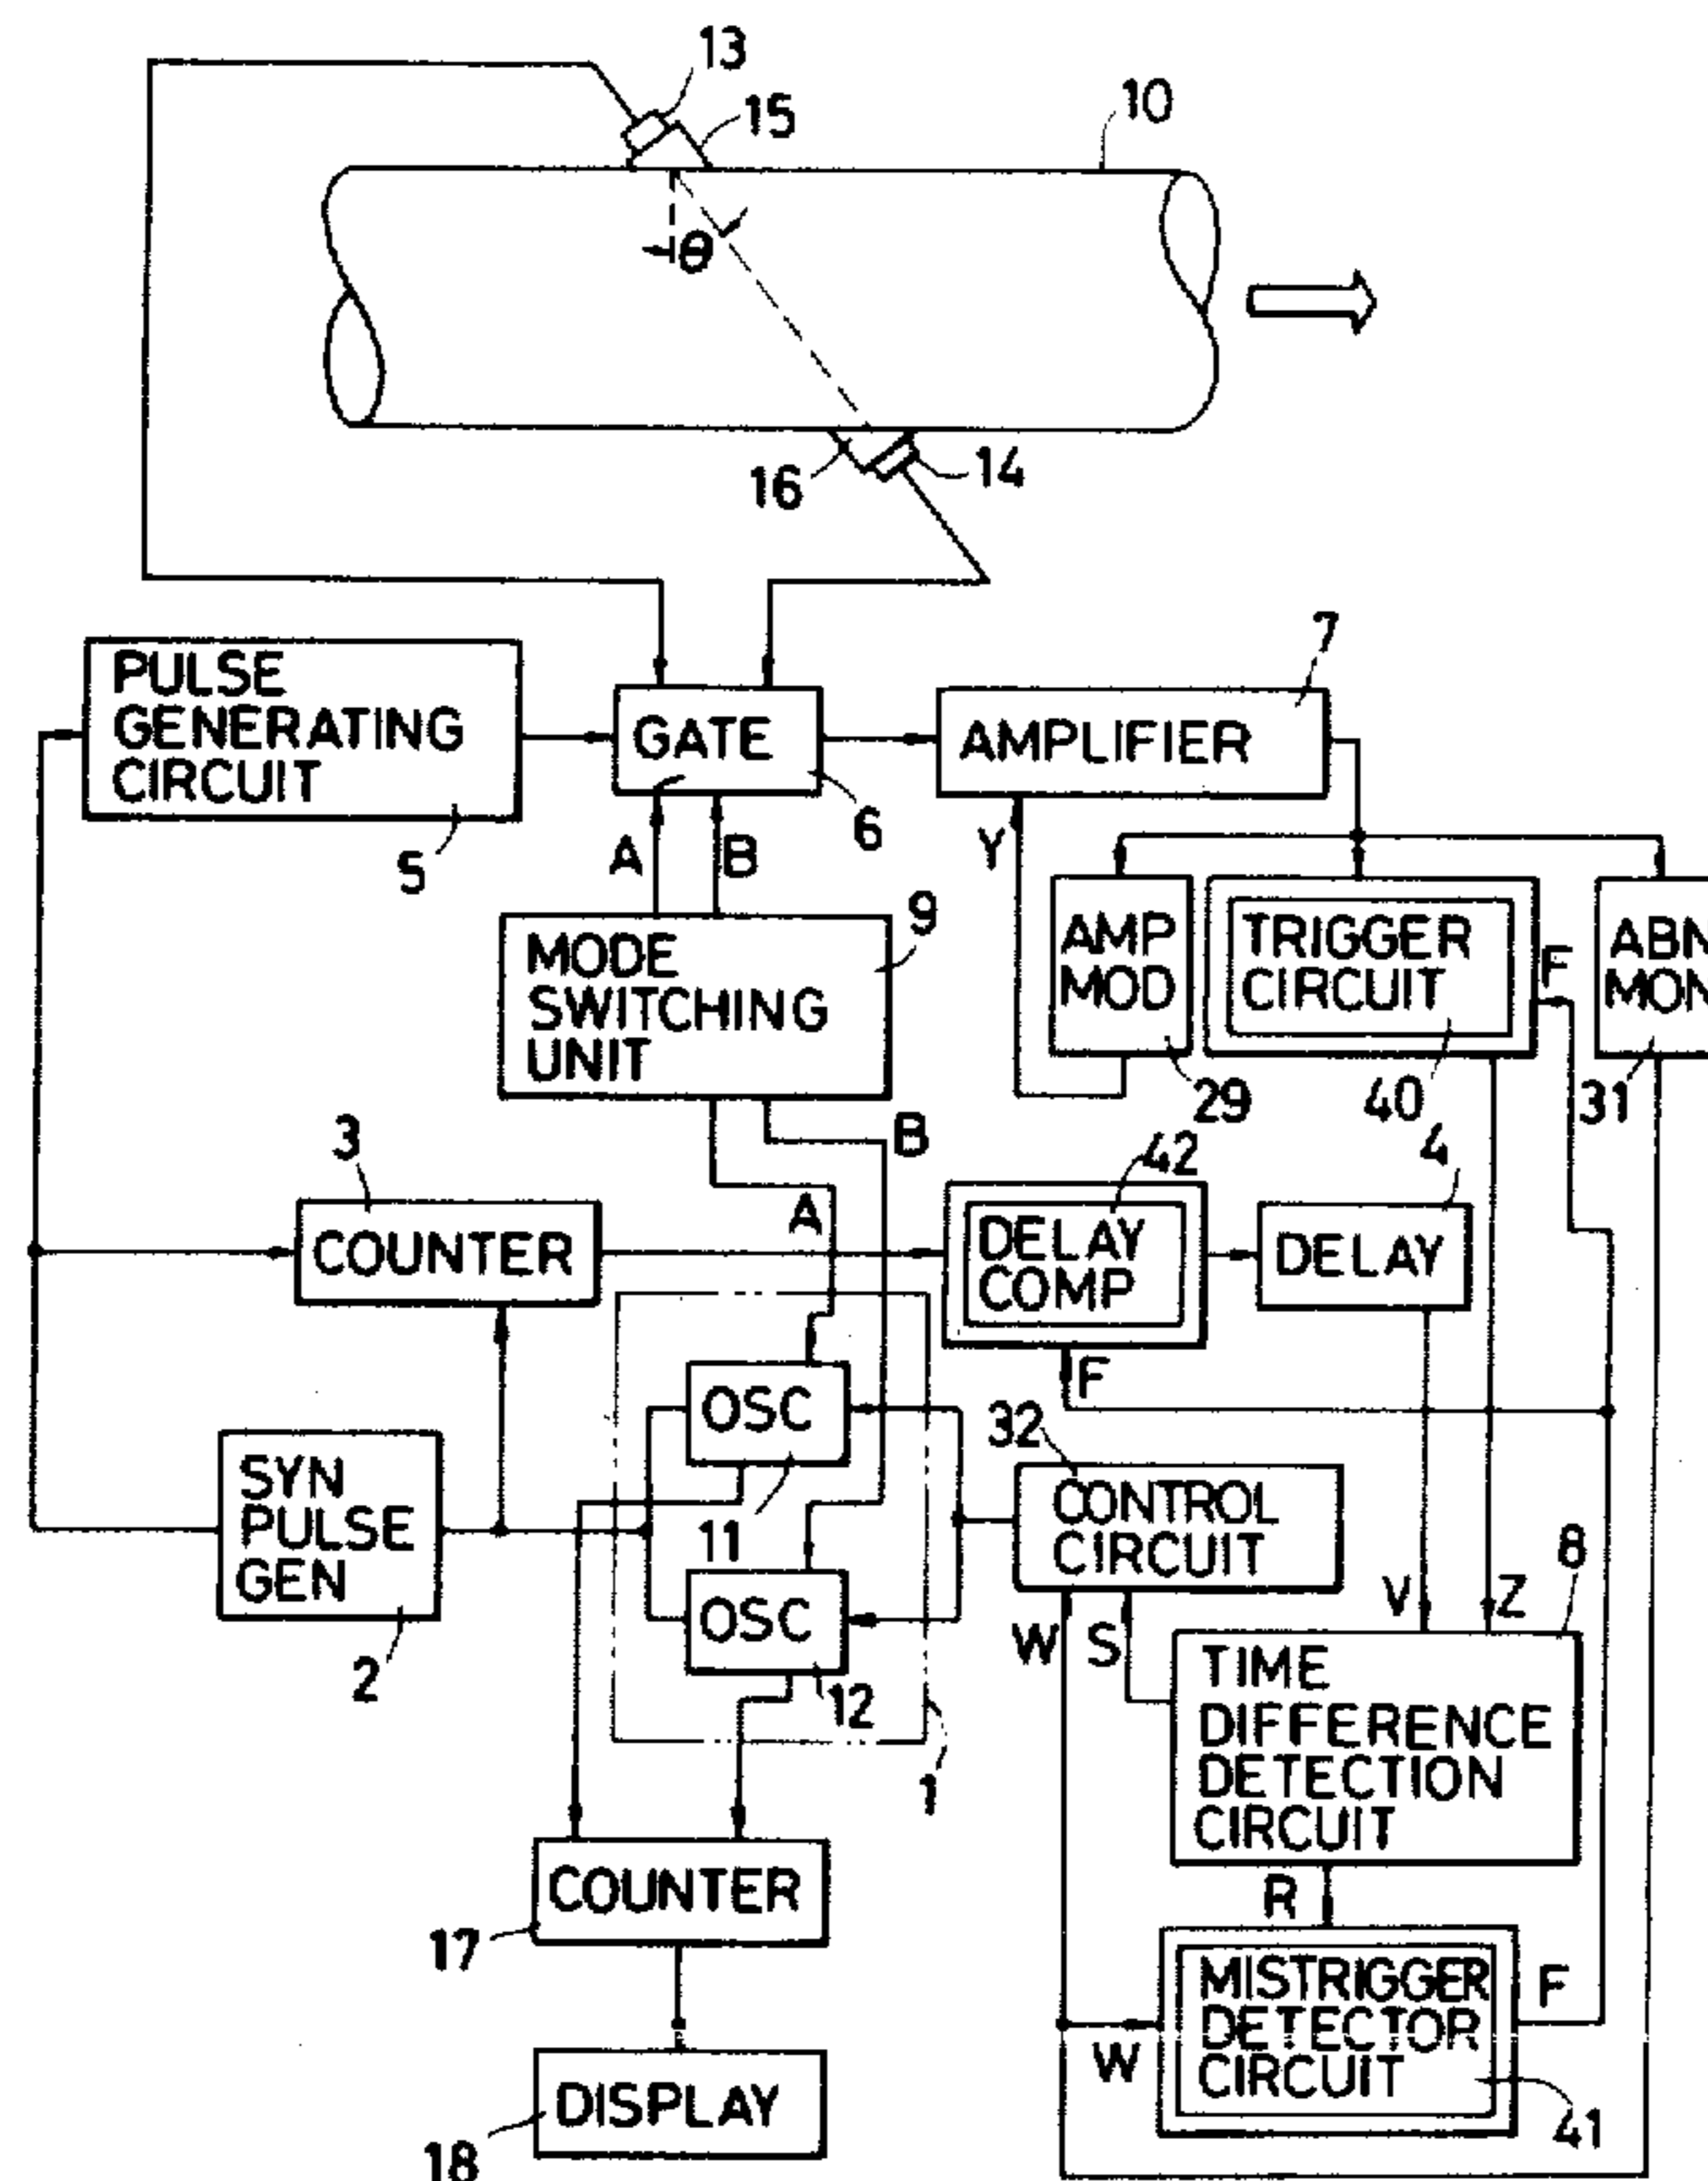 13
15
10
θ
16
14
PULSE
GENERATING
CIRCUIT
5
GATE
6
AMPLIFIER
7
A
B
Y
MODE
SWITCHING
UNIT
9
AMP
MOD
29
TRIGGER
CIRCUIT
40
F
ABN
MON
31
3
COUNTER
B
A
42
DELAY
COMP
4
DELAY
F
SYN
PULSE
GEN
2
OSC
11
OSC
12
1
32
CONTROL
CIRCUIT
W
S
V
Z
8
TIME
DIFFERENCE
DETECTION
CIRCUIT
R
COUNTER
17
MISTRIGGER
DETECTOR
CIRCUIT
F
W
41
DISPLAY
18